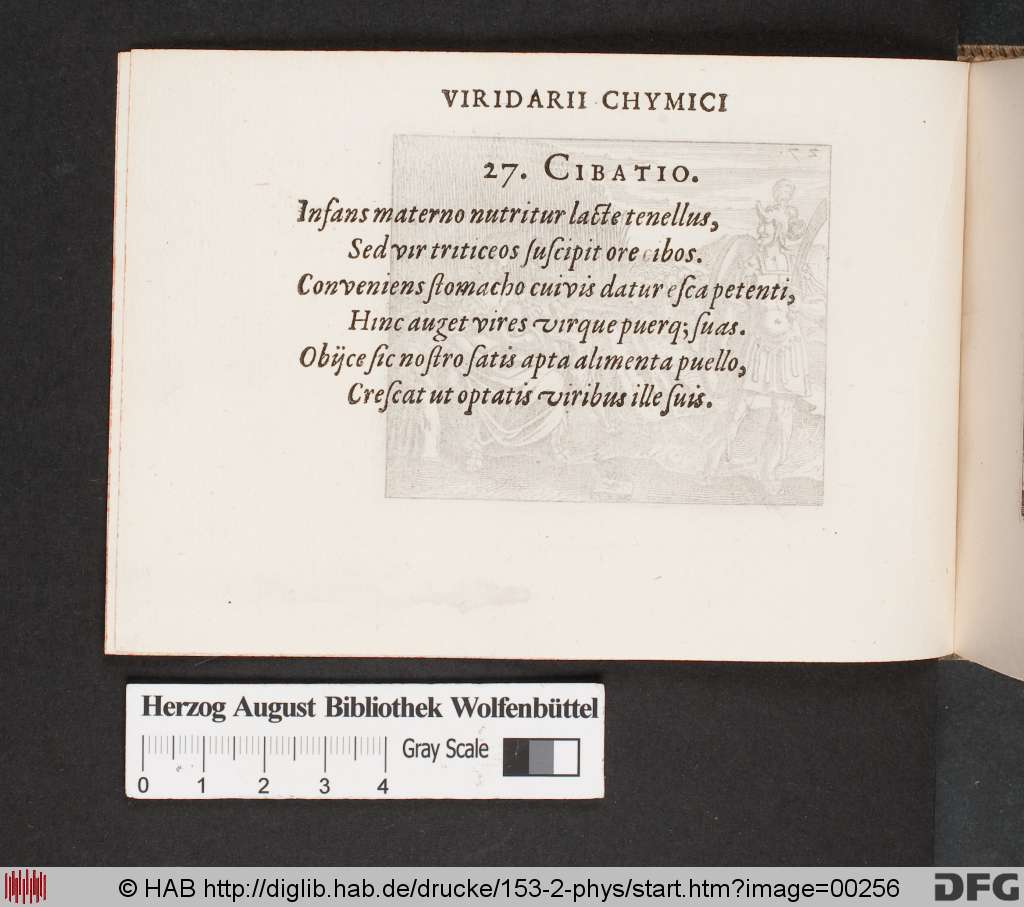 VIRIDARII CHYMICI
27. CIBATIO.
Infans materno nutritur lacte tenellus,
Sed vir triticeos ſuſcipit ore cibos.
Conveniens ſtomacho cuivis datur eſca petenti,
Hinc auget vires virque puerq; ſuas.
Obijce ſic noſtro ſatis apta alimenta puello,
Creſcat ut optatis viribus ille ſuis.
Herzog August Bibliothek Wolfenbüttel
Gray Scale
0 1 2 3 4
© HAB http://diglib.hab.de/drucke/153-2-phys/start.htm?image=00256
DFG